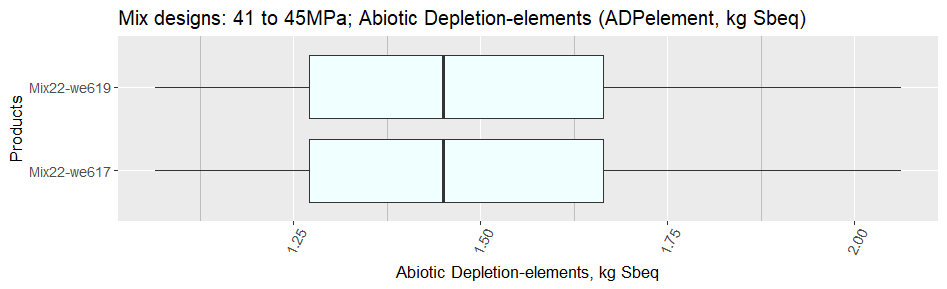 Mix designs: 41 to 45MPa; Abiotic Depletion-elements (ADPelement, kg Sbeq)
Products
Mix22-we619
Mix22-we617
1.25
1.50
1.75
2.00
Abiotic Depletion-elements, kg Sbeq